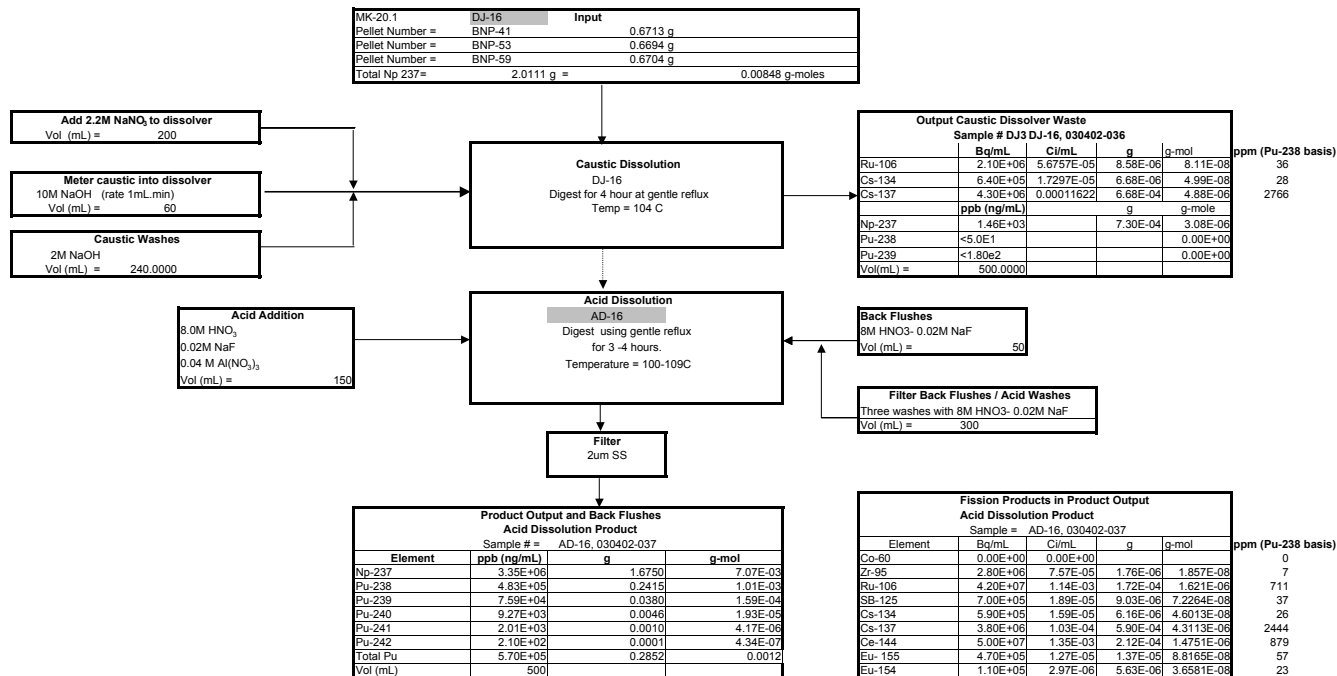 MK-20.1 DJ-16 Input
Pellet Number = BNP-41 0.6713 g
Pellet Number = BNP-53 0.6694 g
Pellet Number = BNP-59 0.6704 g
Total Np 237= 2.0111 g = 0.00848 g-moles
Add 2.2M NaNO3 to dissolver
Vol (mL) = 200
Meter caustic into dissolver
10M NaOH (rate 1mL.min)
Vol (mL) = 60
Caustic Washes
2M NaOH
Vol (mL) = 240.0000
Caustic Dissolution
DJ-16
Digest for 4 hour at gentle reflux
Temp = 104 C
Output Caustic Dissolver Waste
Sample # DJ3 DJ-16, 030402-036
Bq/mL Ci/mL g g-mol ppm (Pu-238 basis)
Ru-106 2.10E+06 5.6757E-05 8.58E-06 8.11E-08 36
Cs-134 6.40E+05 1.7297E-05 6.68E-06 4.99E-08 28
Cs-137 4.30E+06 0.00011622 6.68E-04 4.88E-06 2766
ppb (ng/mL) g g-mole
Np-237 1.46E+03 7.30E-04 3.08E-06
Pu-238 <5.0E1 0.00E+00
Pu-239 <1.80e2 0.00E+00
Vol(mL) = 500.0000
Acid Addition
8.0M HNO3
0.02M NaF
0.04 M Al(NO3)3
Vol (mL) = 150
Acid Dissolution
AD-16
Digest using gentle reflux
for 3 -4 hours.
Temperature = 100-109C
Back Flushes
8M HNO3- 0.02M NaF
Vol (mL) = 50
Filter Back Flushes / Acid Washes
Three washes with 8M HNO3- 0.02M NaF
Vol (mL) = 300
Filter
2um SS
Product Output and Back Flushes
Acid Dissolution Product
Sample # = AD-16, 030402-037
Element ppb (ng/mL) g g-mol
Np-237 3.35E+06 1.6750 7.07E-03
Pu-238 4.83E+05 0.2415 1.01E-03
Pu-239 7.59E+04 0.0380 1.59E-04
Pu-240 9.27E+03 0.0046 1.93E-05
Pu-241 2.01E+03 0.0010 4.17E-06
Pu-242 2.10E+02 0.0001 4.34E-07
Total Pu 5.70E+05 0.2852 0.0012
Vol (mL) 500
Fission Products in Product Output
Acid Dissolution Product
Sample = AD-16, 030402-037
Element Bq/mL Ci/mL g g-mol ppm (Pu-238 basis)
Co-60 0.00E+00 0.00E+00 0
Zr-95 2.80E+06 7.57E-05 1.76E-06 1.857E-08 7
Ru-106 4.20E+07 1.14E-03 1.72E-04 1.621E-06 711
SB-125 7.00E+05 1.89E-05 9.03E-06 7.2264E-08 37
Cs-134 5.90E+05 1.59E-05 6.16E-06 4.6013E-08 26
Cs-137 3.80E+06 1.03E-04 5.90E-04 4.3113E-06 2444
Ce-144 5.00E+07 1.35E-03 2.12E-04 1.4751E-06 879
Eu- 155 4.70E+05 1.27E-05 1.37E-05 8.8165E-08 57
Eu-154 1.10E+05 2.97E-06 5.63E-06 3.6581E-08 23